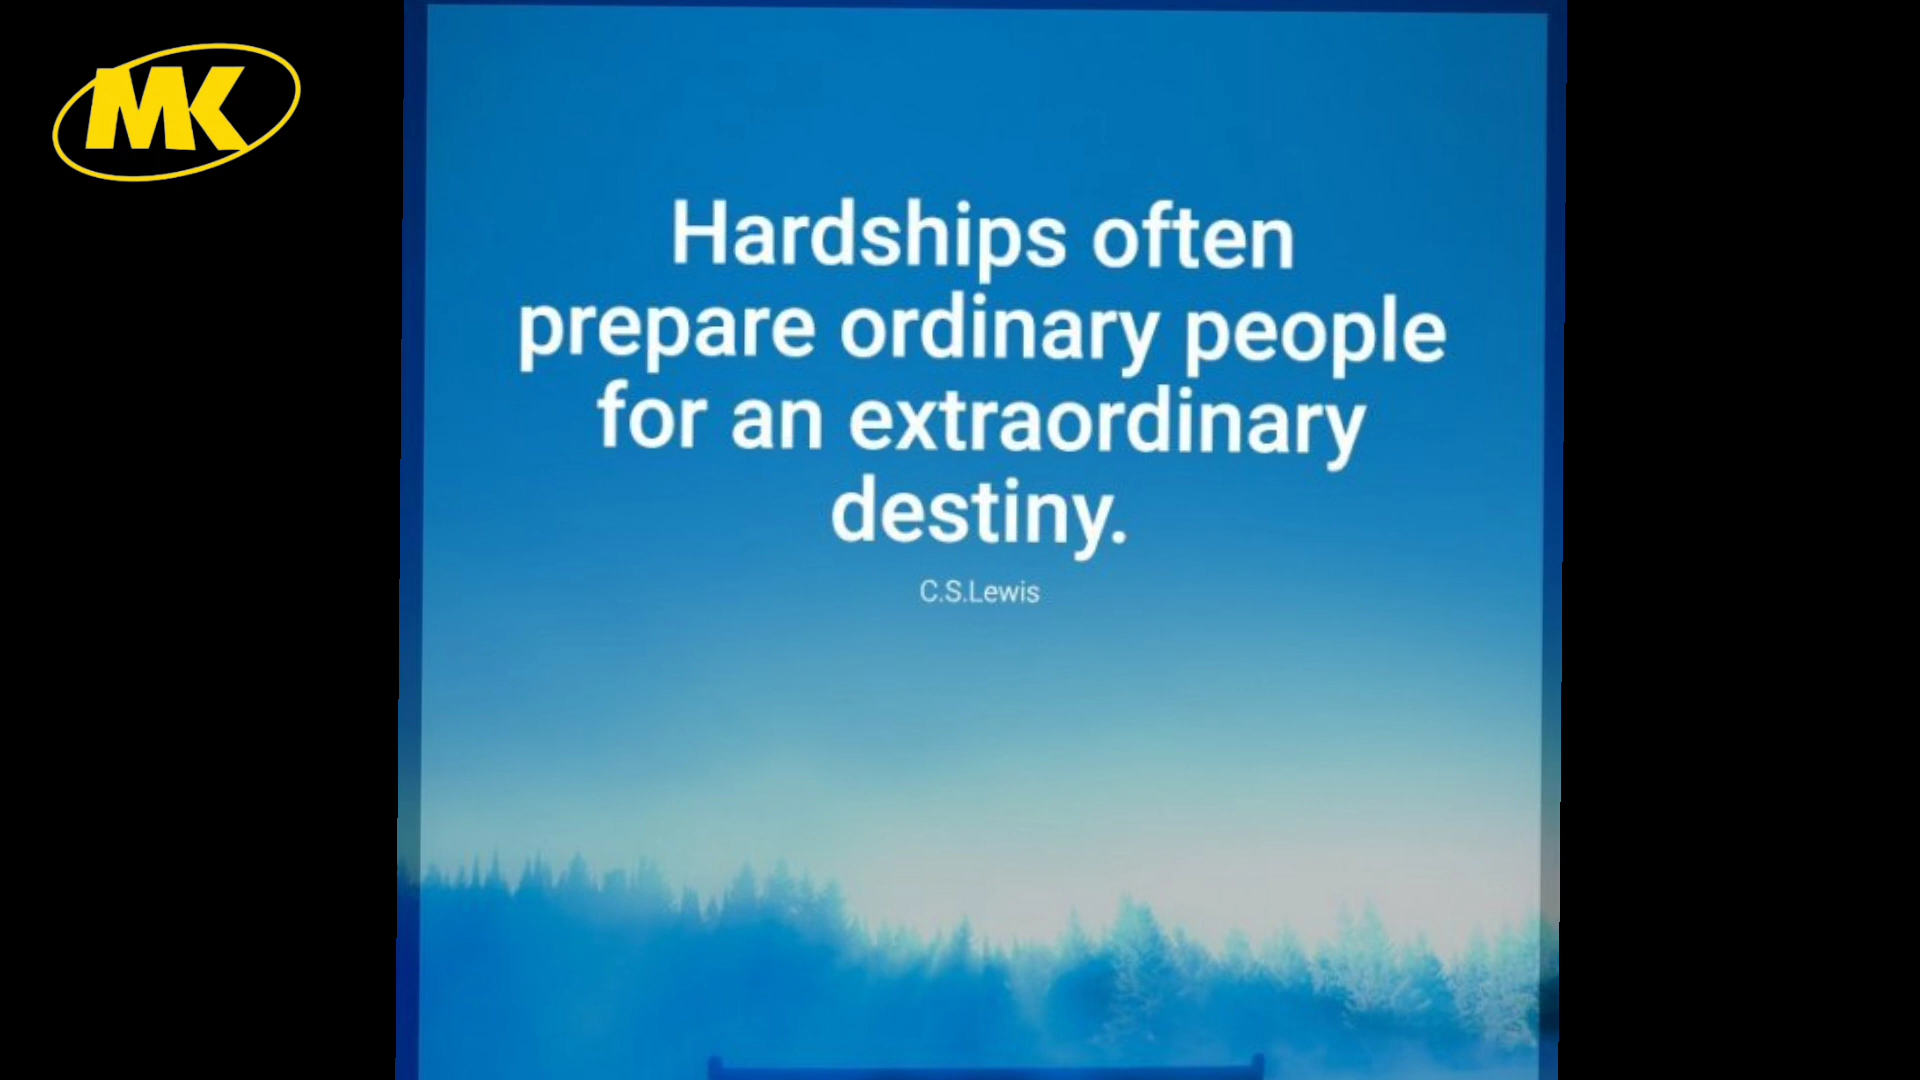 MK
Hardships often
prepare ordinary people
for an extraordinary
destiny.
C.S.Lewis